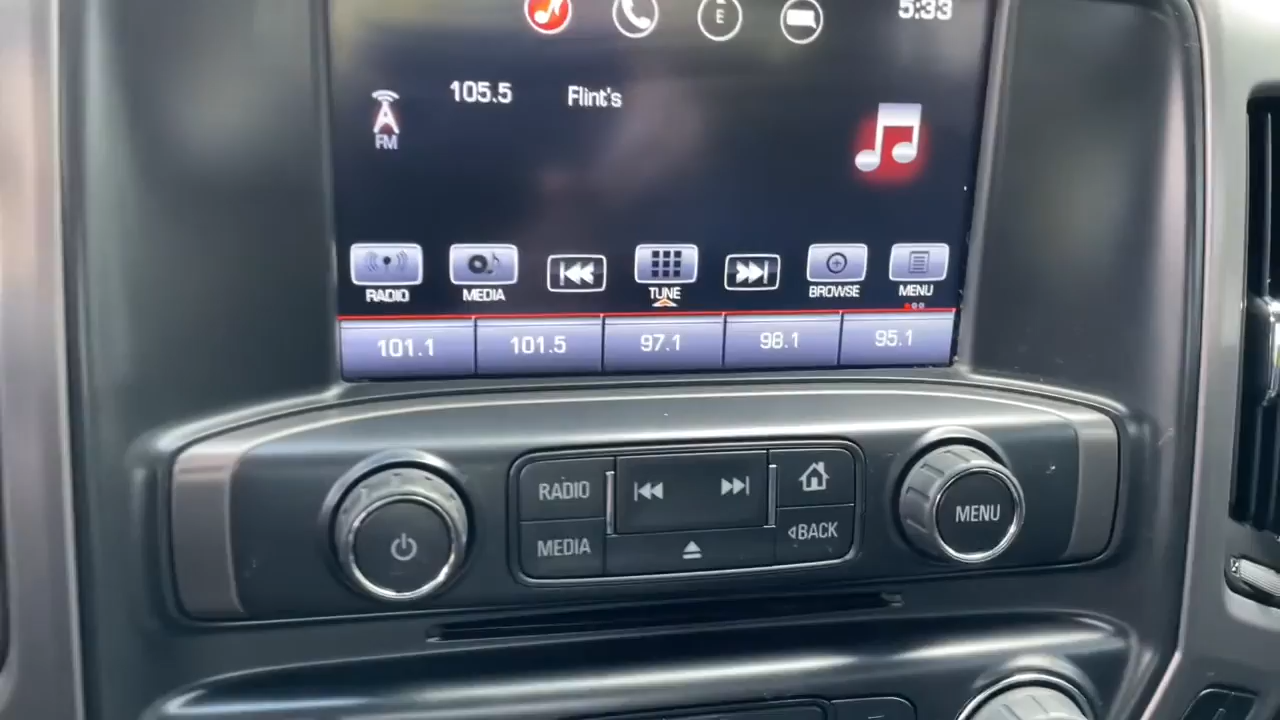 5:33
E
105.5 Flint's
FM
RADIO MEDIA TUNE BROWSE MENU
101.1 101.5 97.1 98.1 95.1
RADIO
MEDIA
BACK
MENU